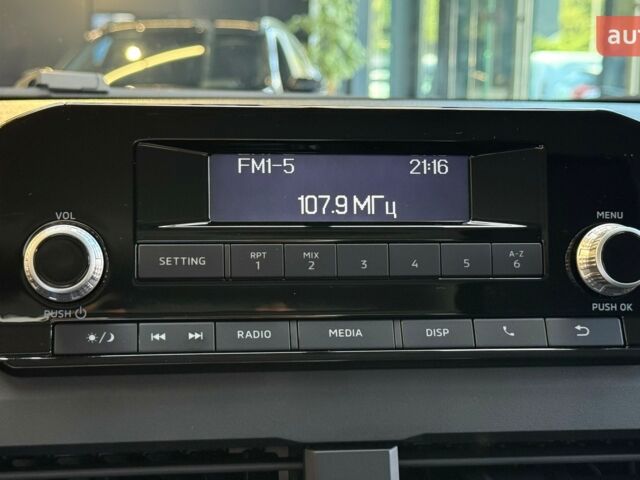 aut
FM1-5 21:16
107.9 МГц
VOL
MENU
SETTING
RPT
1
MIX
2
3
4
5
A-Z
6
PUSH
PUSH OK
RADIO
MEDIA
DISP